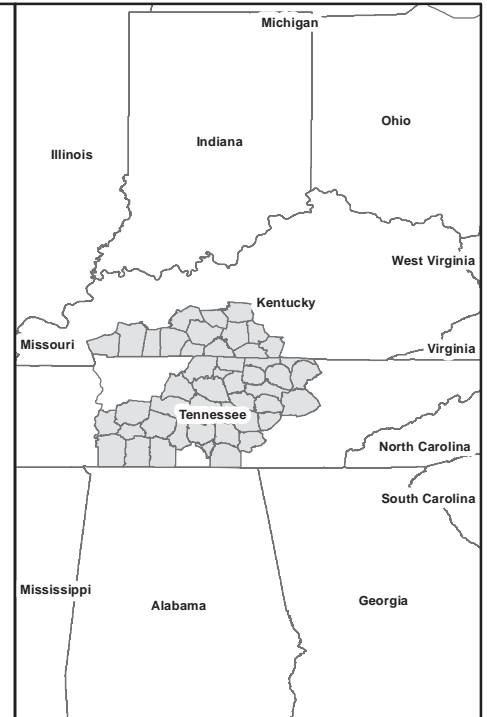 Michigan
Ohio
Indiana
Illinois
West Virginia
Kentucky
Missouri
Virginia
Tennessee
North Carolina
South Carolina
Mississippi
Alabama
Georgia